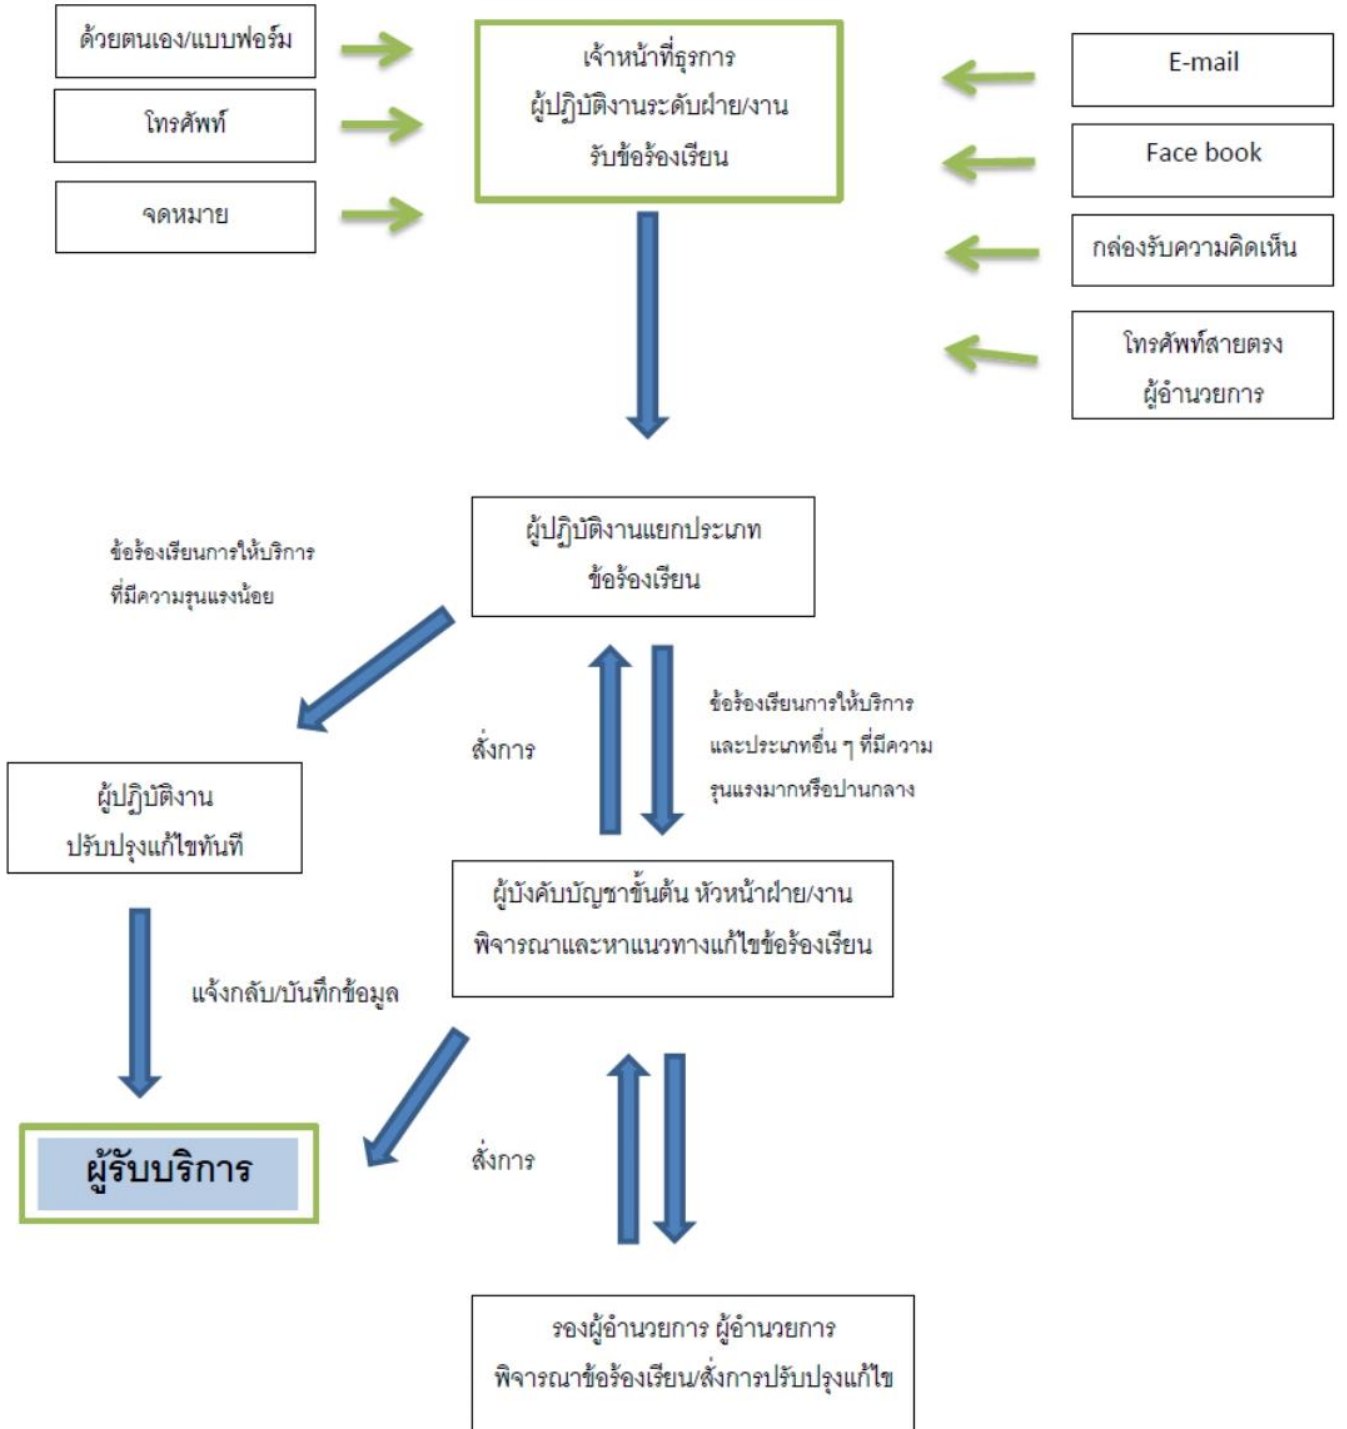 ด้วยตนเอง/แบบฟอร์ม
โทรศัพท์
จดหมาย
เจ้าหน้าที่ธุรการ
ผู้ปฏิบัติงานระดับฝ่าย/งาน
รับข้อร้องเรียน
E-mail
Face book
กล่องรับความคิดเห็น
โทรศัพท์สายตรง
ผู้อำนวยการ
ผู้ปฏิบัติงานแยกประเภท
ข้อร้องเรียน
ข้อร้องเรียนการให้บริการ
ที่มีความรุนแรงน้อย
สั่งการ
ข้อร้องเรียนการให้บริการ
และประเภทอื่น ๆ ที่มีความ
รุนแรงมากหรือปานกลาง
ผู้ปฏิบัติงาน
ปรับปรุงแก้ไขทันที
ผู้บังคับบัญชาขั้นต้น หัวหน้าฝ่าย/งาน
พิจารณาและหาแนวทางแก้ไขข้อร้องเรียน
แจ้งกลับ/บันทึกข้อมูล
ผู้รับบริการ
สั่งการ
รองผู้อำนวยการ ผู้อำนวยการ
พิจารณาข้อร้องเรียน/สั่งการปรับปรุงแก้ไข